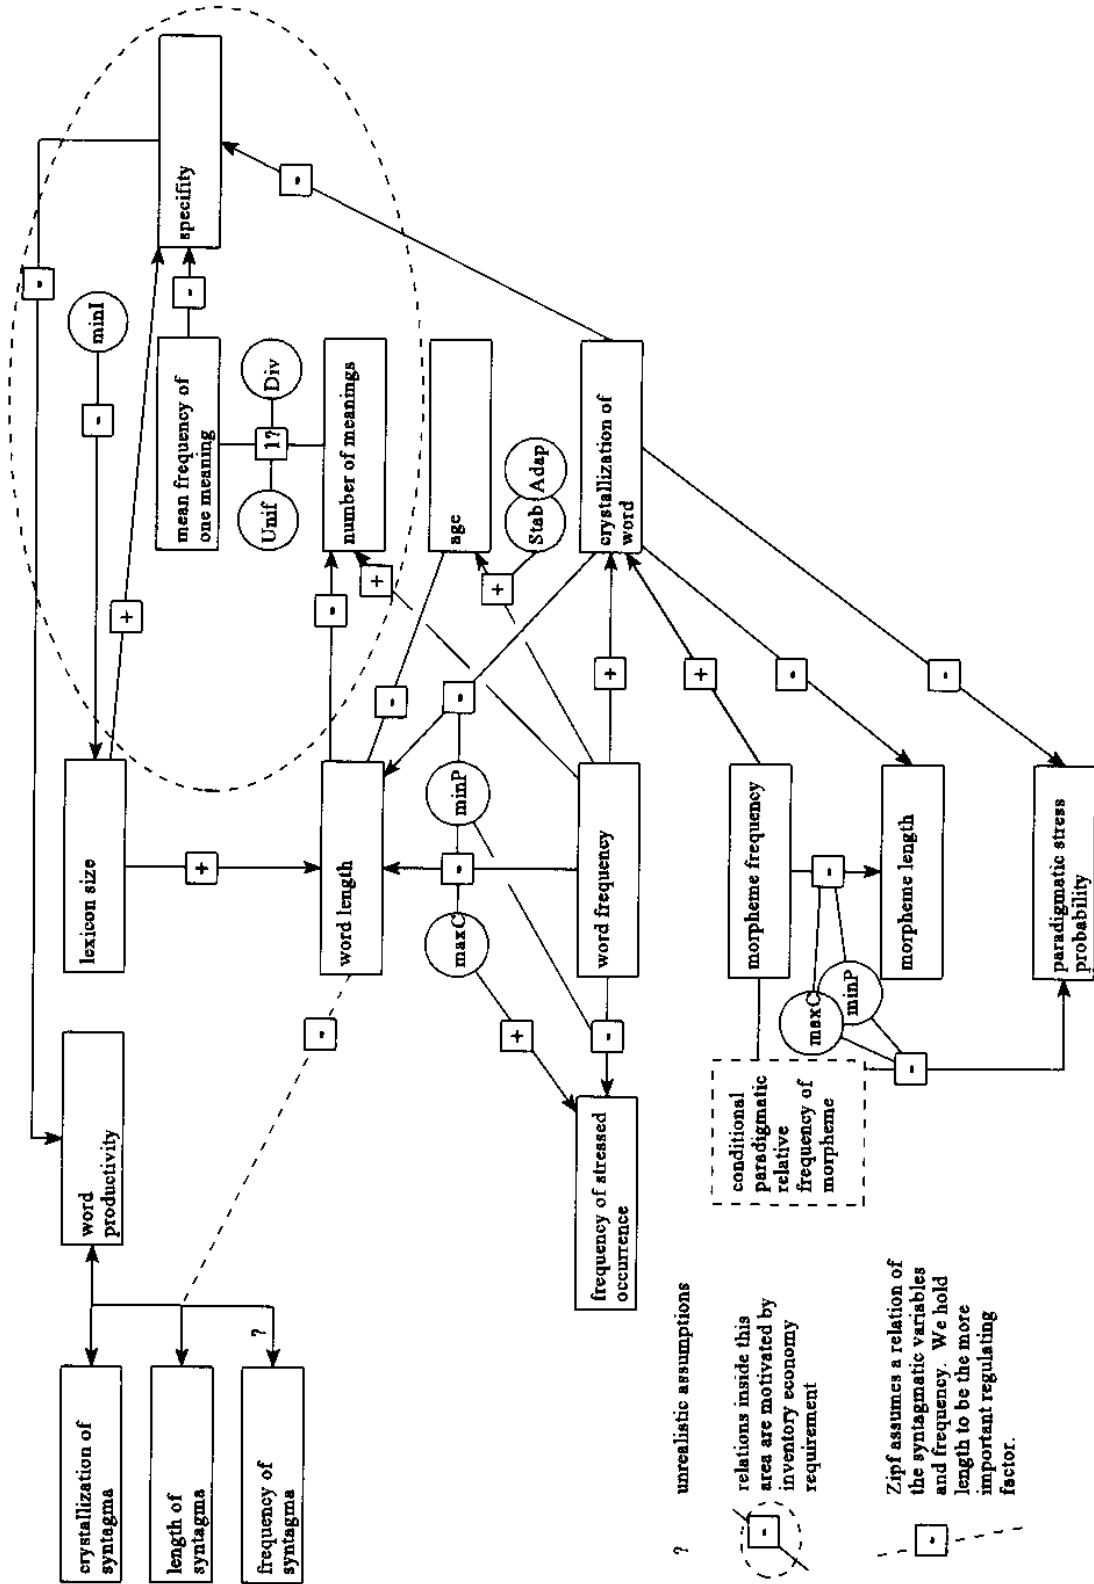 crystallization of
syntagma
length of
syntagma
frequency of
syntagma
?
word
productivity
lexicon size
+
-
minI
-
+
specifity
-
mean frequency of
one meaning
Unif
1?
Div
number of meanings
-
word length
-
-
+
age
+
Stab
Adap
-
maxC
-
minP
+
-
word frequency
+
crystallization of
word
-
frequency of stressed
occurrence
+
morpheme frequency
conditional
paradigmatic
relative
frequency of
morpheme
maxC
minP
-
-
morpheme length
-
-
paradigmatic stress
probability
?
unrealistic assumptions
-
relations inside this
area are motivated by
inventory economy
requirement
-
Zipf assumes a relation of
the syntagmatic variables
and frequency. We hold
length to be the more
important regulating
factor.